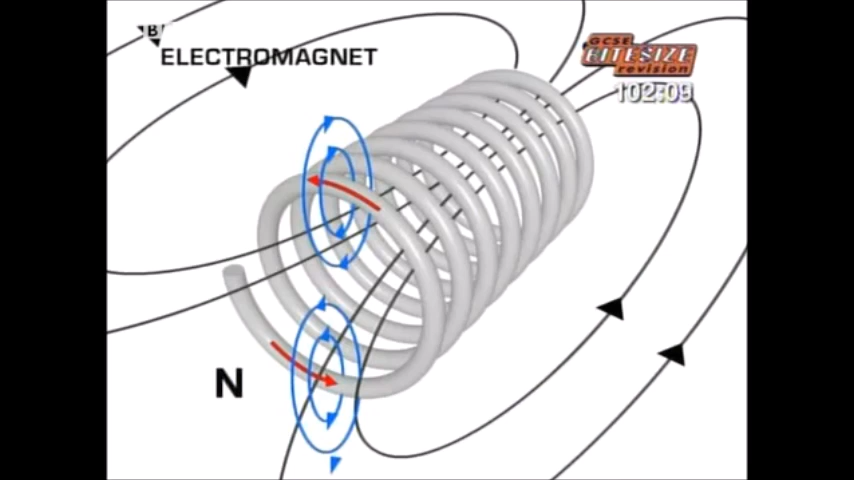 B
ELECTROMAGNET
GCSE
BITESIZE
revision
102:09
N